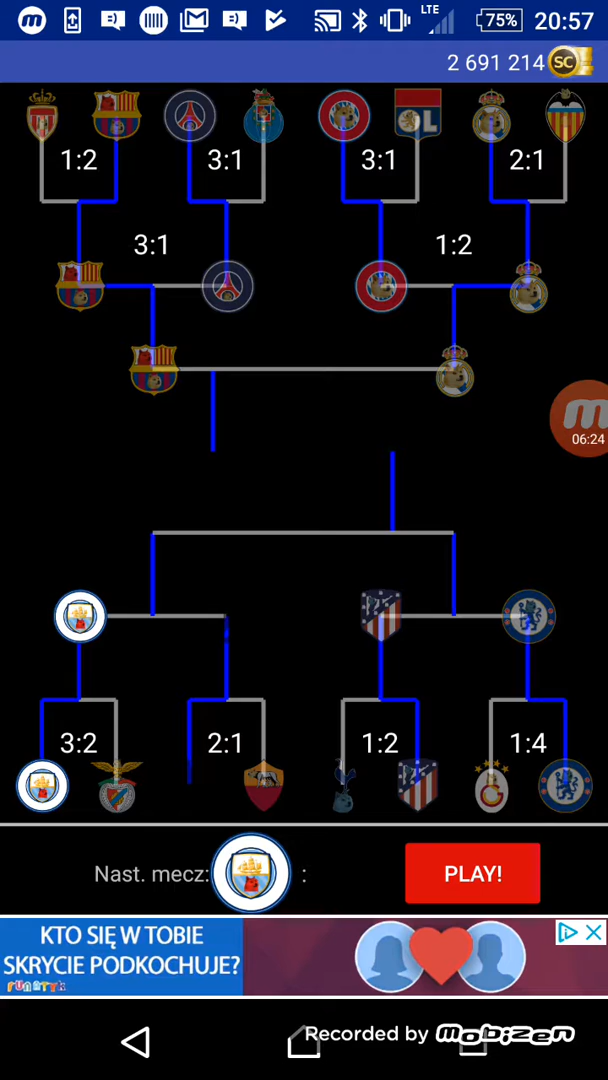 LTE 75% 20:57
2 691 214 SC
OL
1:2 3:1 3:1 2:1
3:1 1:2
06:24
3:2 2:1 1:2 1:4
Nast. mecz: : PLAY!
KTO SIĘ W TOBIE
SKRYCIE PODKOCHUJE?
Recorded by mobizen